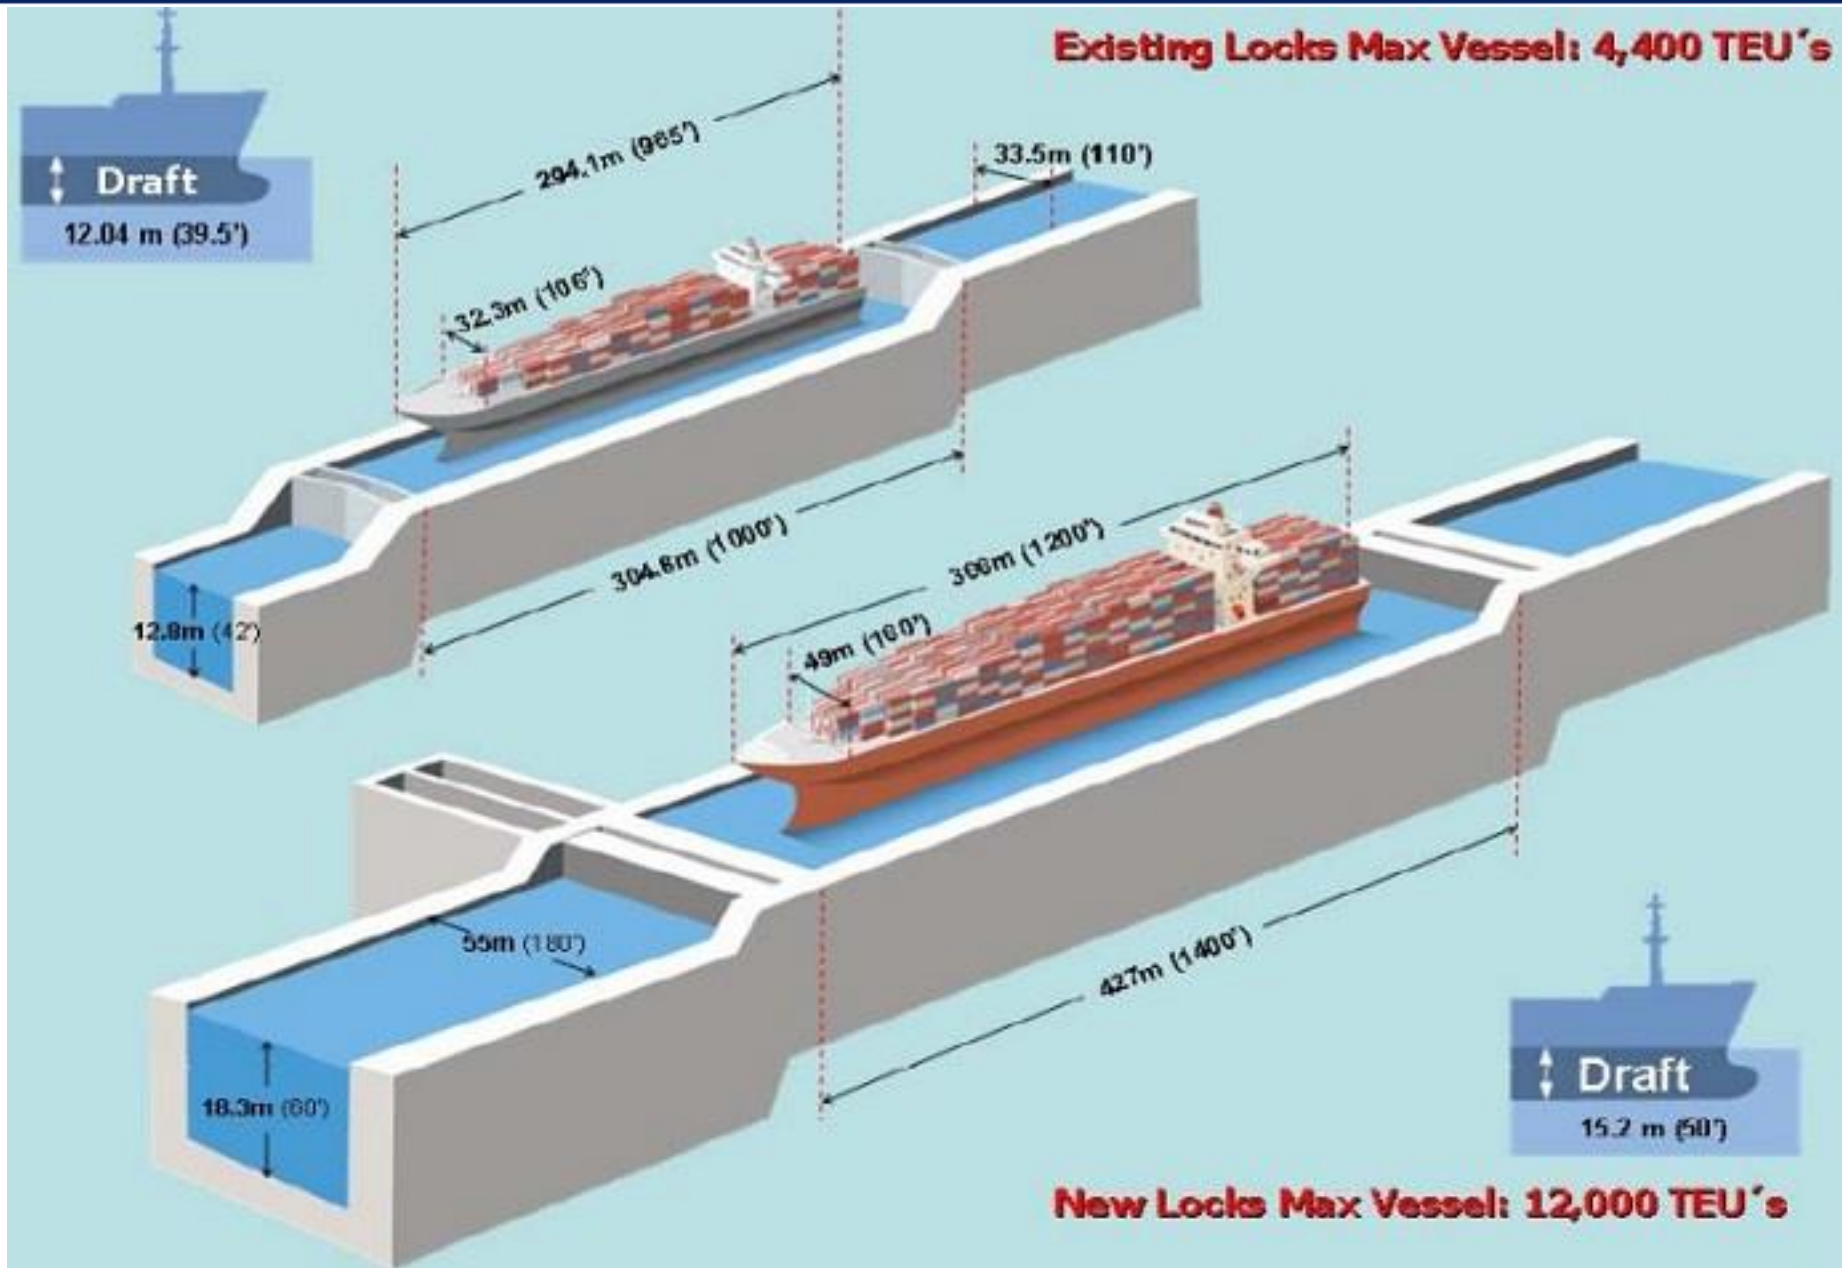 Existing Locks Max Vessel: 4,400 TEU´s
Draft
12.04 m (39.5')
294.1m (965')
33.5m (110')
32.3m (106')
304.8m (1000')
12.8m (42')
366m (1200')
49m (160')
55m (180')
427m (1400')
18.3m (60')
Draft
15.2 m (50')
New Locks Max Vessel: 12,000 TEU´s